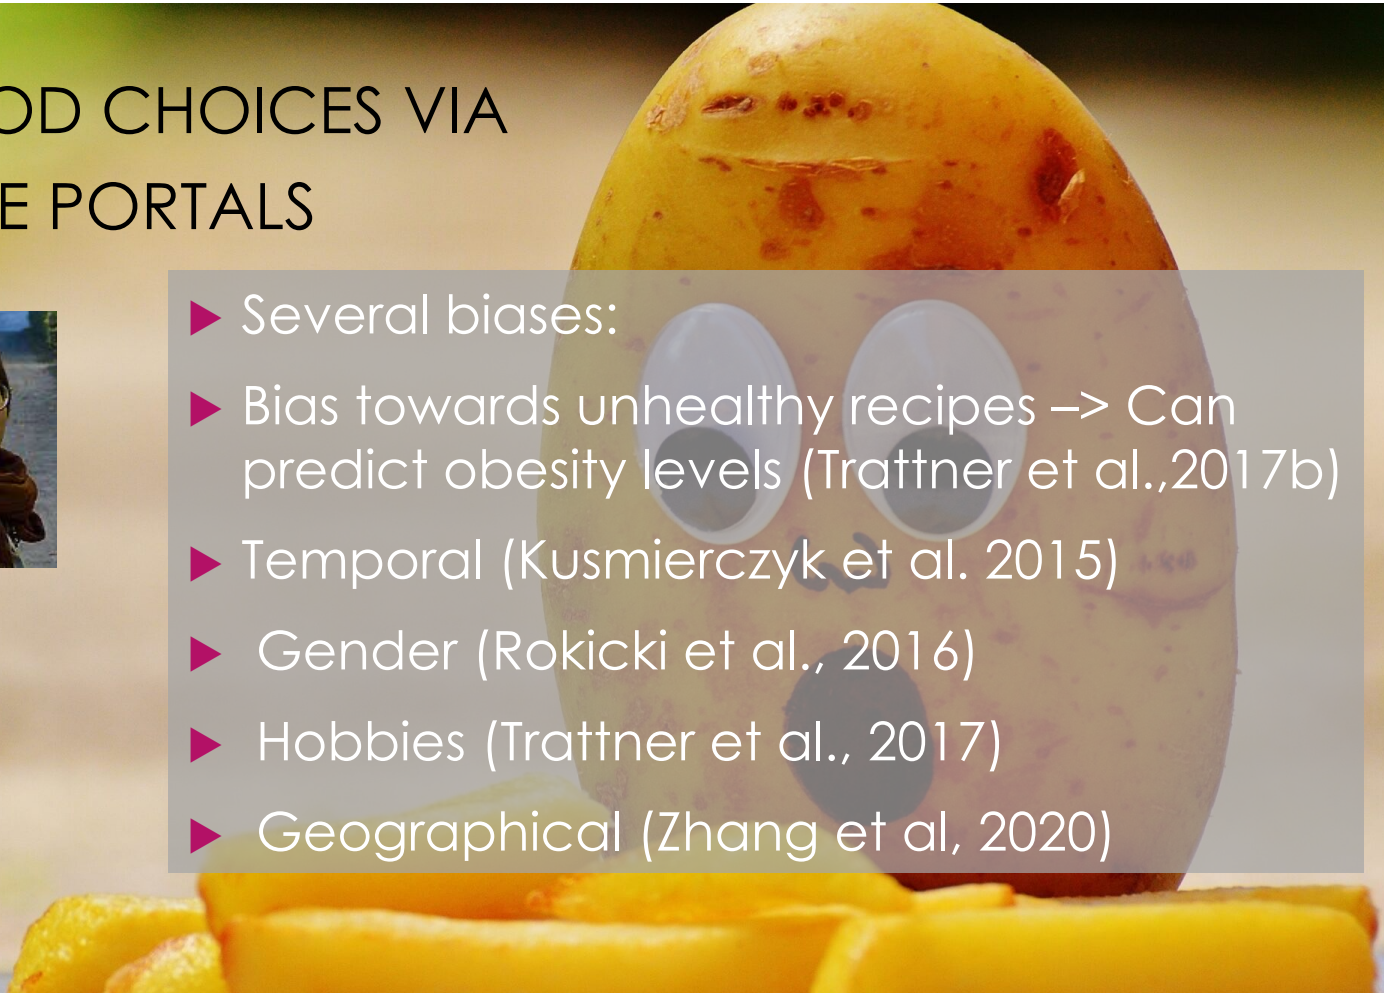 OD CHOICES VIA
E PORTALS
Several biases:
Bias towards unhealthy recipes –> Can
predict obesity levels (Trattner et al.,2017b)
Temporal (Kusmierczyk et al. 2015)
Gender (Rokicki et al., 2016)
Hobbies (Trattner et al., 2017)
Geographical (Zhang et al, 2020)